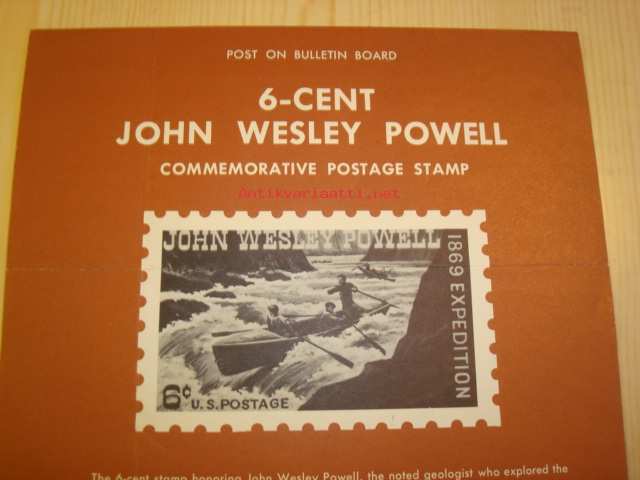 POST ON BULLETIN BOARD
6-CENT
JOHN WESLEY POWELL
COMMEMORATIVE POSTAGE STAMP
Antikvariaatti.net
JOHN WESLEY POWELL
1869 EXPEDITION
6¢
U.S. POSTAGE
The 6-cent stamp honoring John Wesley Powell, the noted geologist who explored the